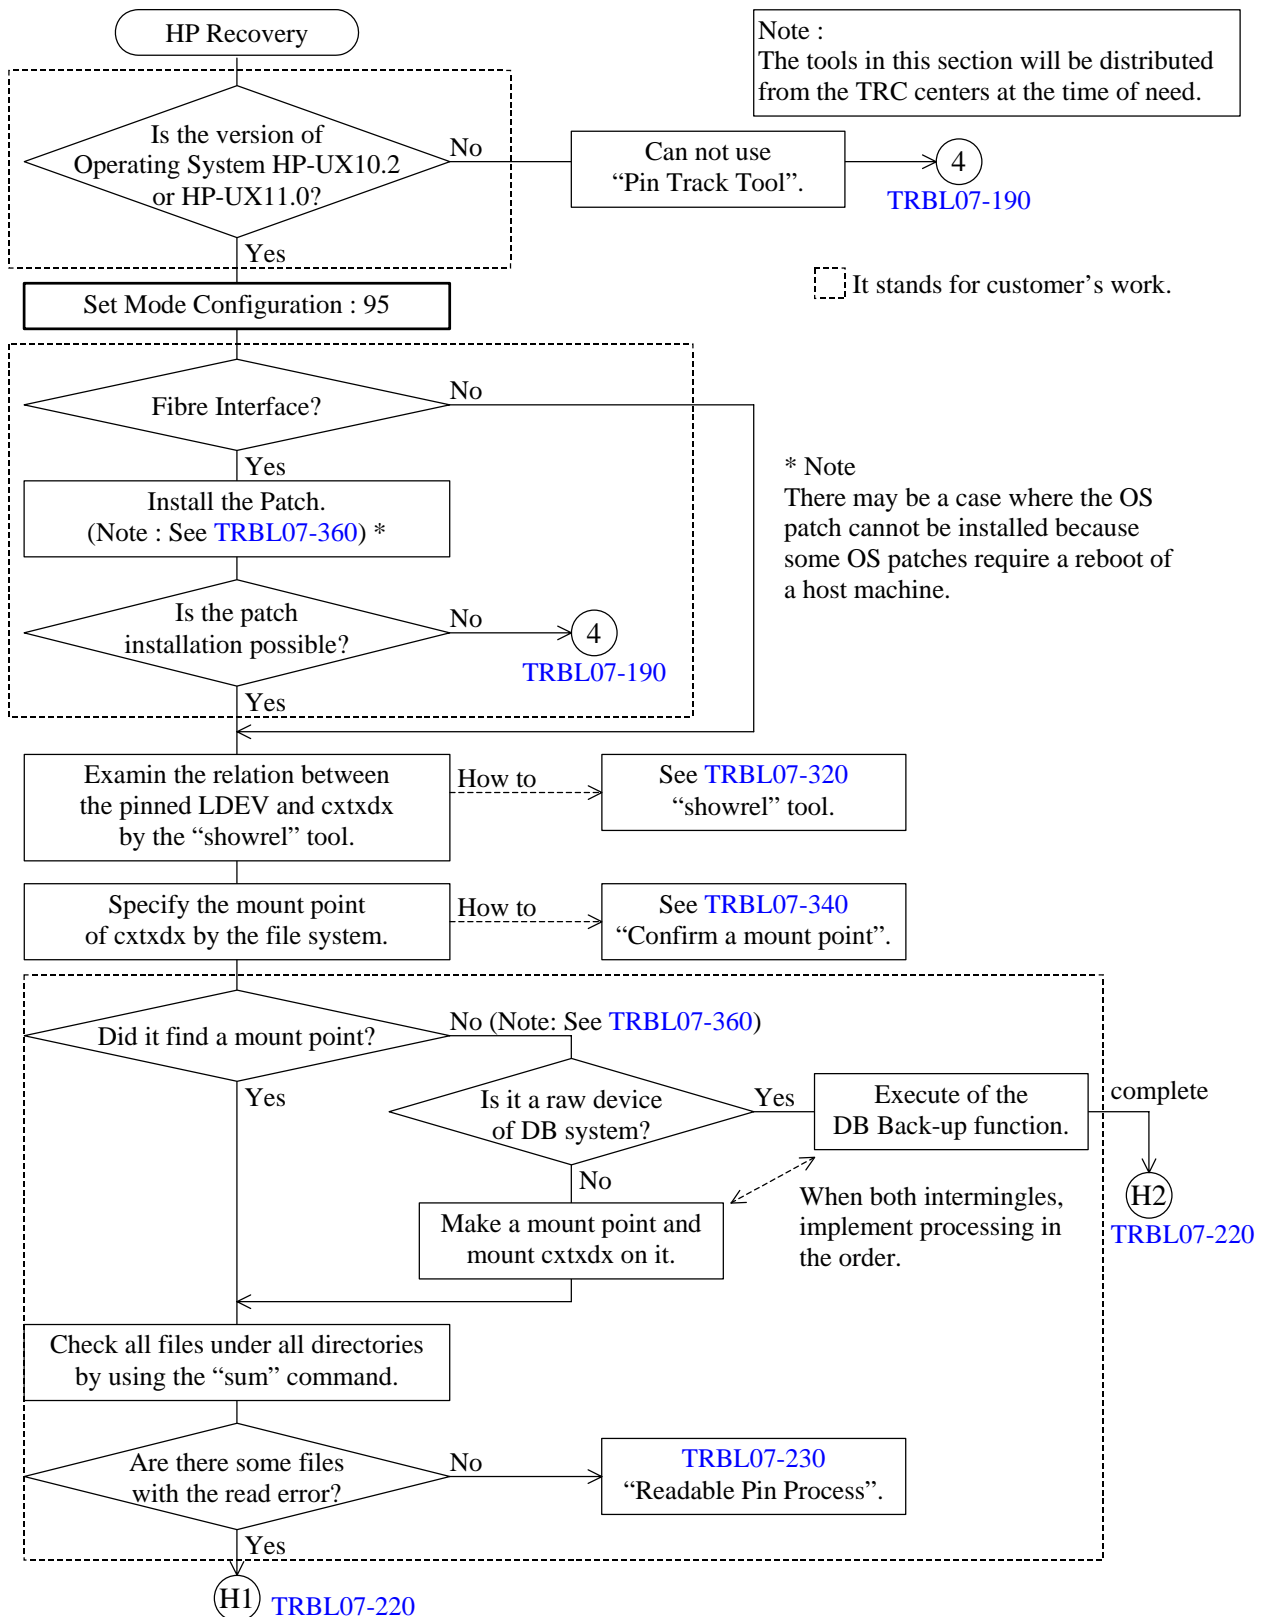 HP Recovery
Note :
The tools in this section will be distributed
from the TRC centers at the time of need.
Is the version of
Operating System HP-UX10.2
or HP-UX11.0?
No
Can not use
“Pin Track Tool”.
4
TRBL07-190
Yes
It stands for customer’s work.
Set Mode Configuration : 95
Fibre Interface?
No
Yes
Install the Patch.
(Note : See TRBL07-360) *
* Note
There may be a case where the OS
patch cannot be installed because
some OS patches require a reboot of
a host machine.
Is the patch
installation possible?
No
4
TRBL07-190
Yes
Examin the relation between
the pinned LDEV and cxtxdx
by the “showrel” tool.
How to
See TRBL07-320
“showrel” tool.
Specify the mount point
of cxtxdx by the file system.
How to
See TRBL07-340
“Confirm a mount point”.
Did it find a mount point?
No (Note: See TRBL07-360)
Yes
Is it a raw device
of DB system?
Yes
Execute of the
DB Back-up function.
complete
H2
TRBL07-220
No
When both intermingles,
implement processing in
the order.
Make a mount point and
mount cxtxdx on it.
Check all files under all directories
by using the “sum” command.
Are there some files
with the read error?
No
TRBL07-230
“Readable Pin Process”.
Yes
H1
TRBL07-220